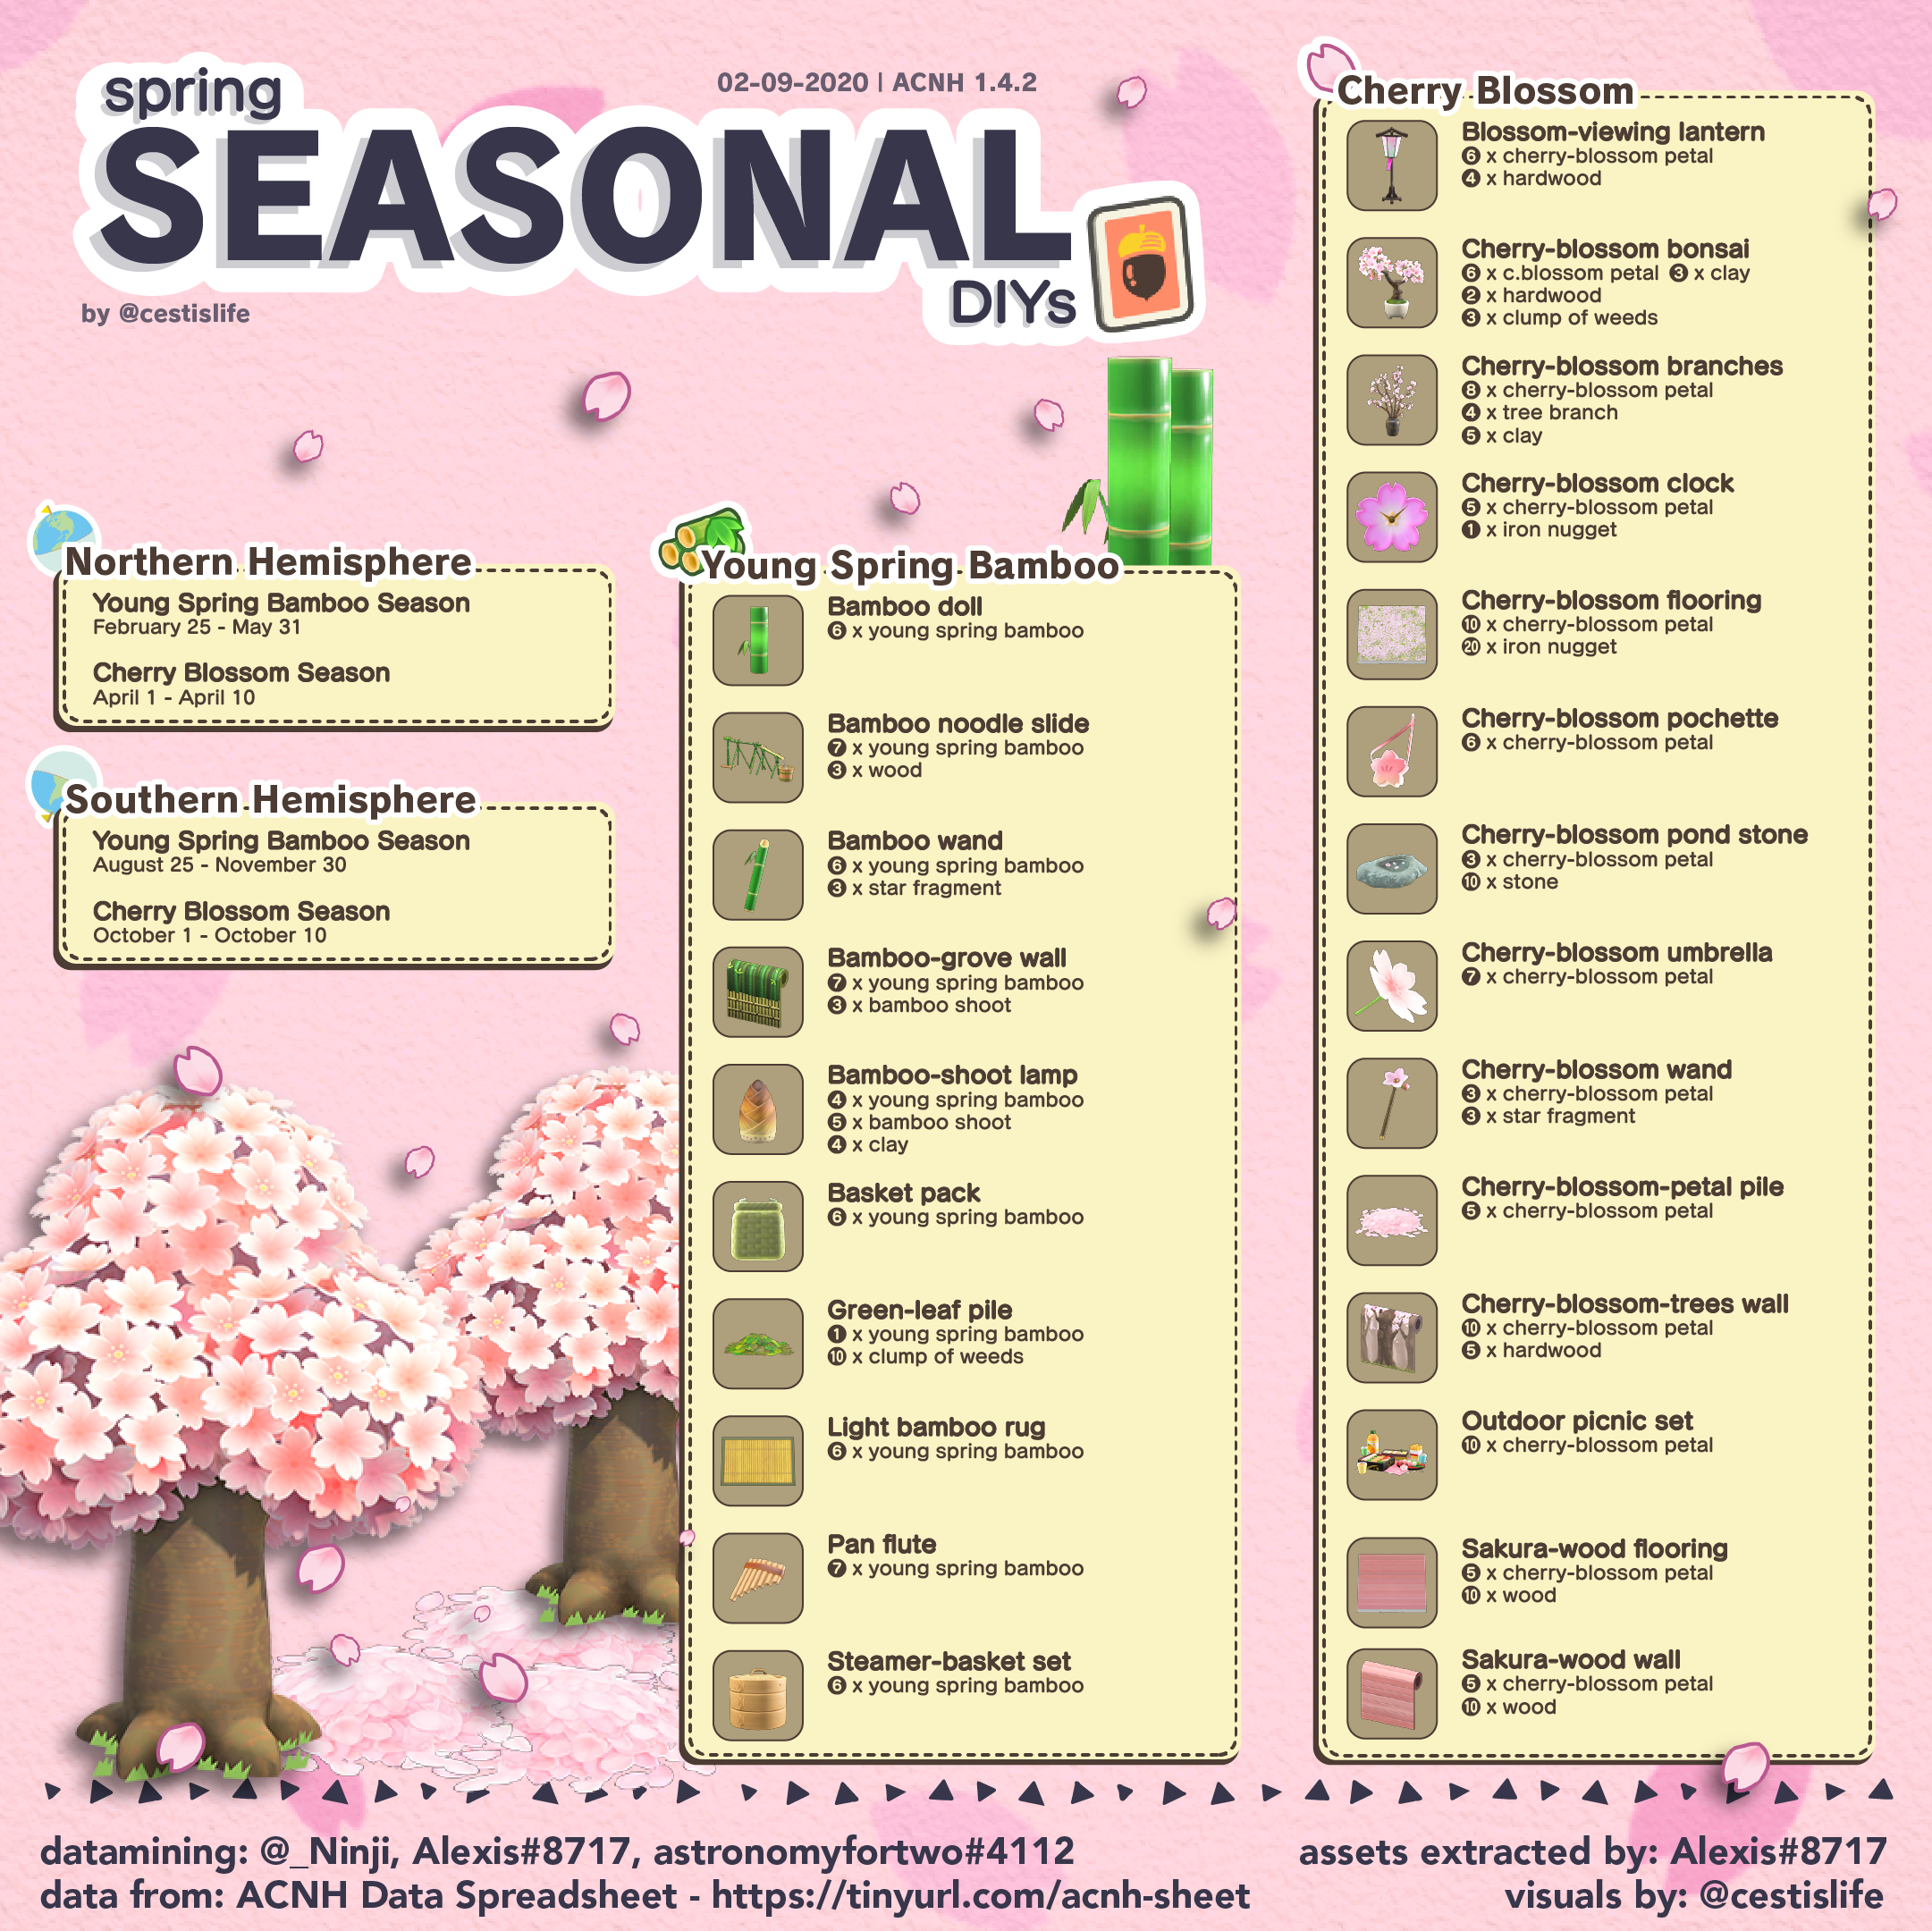 spring
SEASONAL
DIYs
02-09-2020 | ACNH 1.4.2
by @cestislife
Northern Hemisphere
Young Spring Bamboo Season
February 25 - May 31
Cherry Blossom Season
April 1 - April 10
Southern Hemisphere
Young Spring Bamboo Season
August 25 - November 30
Cherry Blossom Season
October 1 - October 10
Young Spring Bamboo
Bamboo doll
6 x young spring bamboo
Bamboo noodle slide
7 x young spring bamboo
3 x wood
Bamboo wand
6 x young spring bamboo
3 x star fragment
Bamboo-grove wall
7 x young spring bamboo
3 x bamboo shoot
Bamboo-shoot lamp
4 x young spring bamboo
5 x bamboo shoot
4 x clay
Basket pack
6 x young spring bamboo
Green-leaf pile
1 x young spring bamboo
10 x clump of weeds
Light bamboo rug
6 x young spring bamboo
Pan flute
7 x young spring bamboo
Steamer-basket set
6 x young spring bamboo
Cherry Blossom
Blossom-viewing lantern
6 x cherry-blossom petal
4 x hardwood
Cherry-blossom bonsai
6 x c.blossom petal 3 x clay
2 x hardwood
3 x clump of weeds
Cherry-blossom branches
8 x cherry-blossom petal
4 x tree branch
5 x clay
Cherry-blossom clock
5 x cherry-blossom petal
1 x iron nugget
Cherry-blossom flooring
10 x cherry-blossom petal
20 x iron nugget
Cherry-blossom pochette
6 x cherry-blossom petal
Cherry-blossom pond stone
3 x cherry-blossom petal
10 x stone
Cherry-blossom umbrella
7 x cherry-blossom petal
Cherry-blossom wand
3 x cherry-blossom petal
3 x star fragment
Cherry-blossom-petal pile
5 x cherry-blossom petal
Cherry-blossom-trees wall
10 x cherry-blossom petal
5 x hardwood
Outdoor picnic set
10 x cherry-blossom petal
Sakura-wood flooring
5 x cherry-blossom petal
10 x wood
Sakura-wood wall
5 x cherry-blossom petal
10 x wood
datamining: @_Ninji, Alexis#8717, astronomyfortwo#4112
data from: ACNH Data Spreadsheet - https://tinyurl.com/acnh-sheet
assets extracted by: Alexis#8717
visuals by: @cestislife